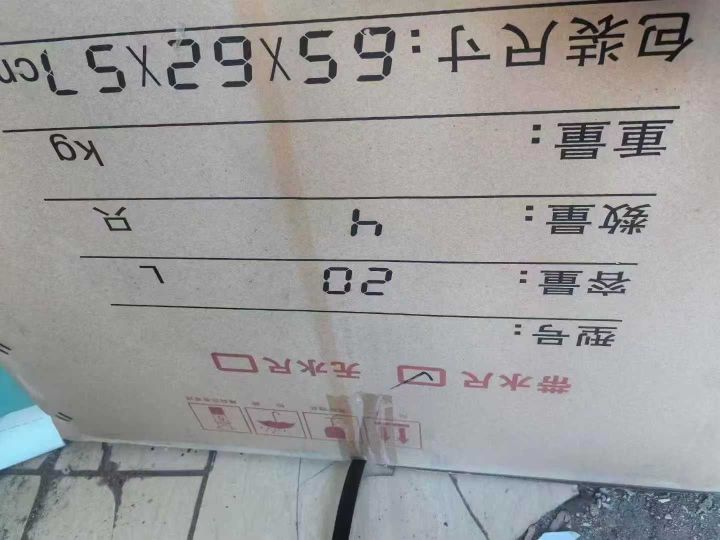 带水尺 无水尺
型号:
容量: 20 L
数量: 4 只
重量: kg
包装尺寸:65X62X57cm